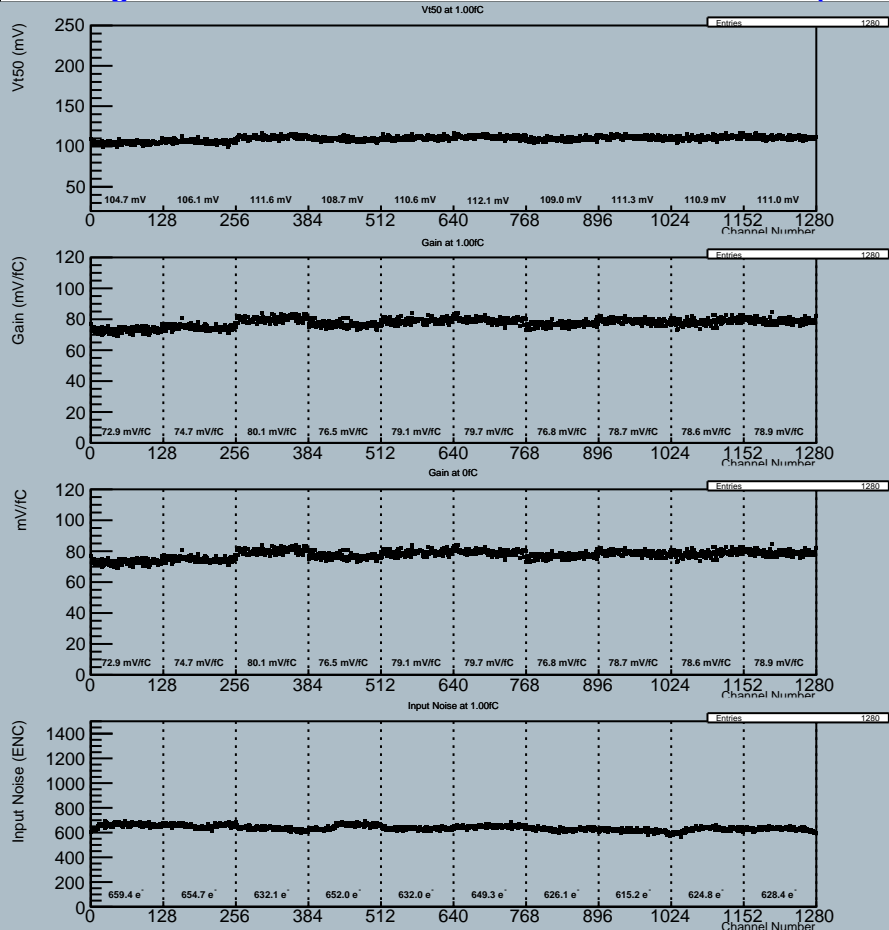 Vt50 at 1.00fC
Entries 1280
Vt50 (mV)
250
200
150
100
50
104.7 mV 106.1 mV 111.6 mV 108.7 mV 110.6 mV 112.1 mV 109.0 mV 111.3 mV 110.9 mV 111.0 mV
0 128 256 384 512 640 768 896 1024 1152 1280
Channel Number
Gain at 1.00fC
Entries 1280
Gain (mV/fC)
120
100
80
60
40
20
0
72.9 mV/fC 74.7 mV/fC 80.1 mV/fC 76.5 mV/fC 79.1 mV/fC 79.7 mV/fC 76.8 mV/fC 78.7 mV/fC 78.6 mV/fC 78.9 mV/fC
0 128 256 384 512 640 768 896 1024 1152 1280
Channel Number
Gain at 0fC
Entries 1280
mV/fC
120
100
80
60
40
20
0
72.9 mV/fC 74.7 mV/fC 80.1 mV/fC 76.5 mV/fC 79.1 mV/fC 79.7 mV/fC 76.8 mV/fC 78.7 mV/fC 78.6 mV/fC 78.9 mV/fC
0 128 256 384 512 640 768 896 1024 1152 1280
Channel Number
Input Noise at 1.00fC
Entries 1280
Input Noise (ENC)
1400
1200
1000
800
600
400
200
0
659.4 e⁻ 654.7 e⁻ 632.1 e⁻ 652.0 e⁻ 632.0 e⁻ 649.3 e⁻ 626.1 e⁻ 615.2 e⁻ 624.8 e⁻ 628.4 e⁻
0 128 256 384 512 640 768 896 1024 1152 1280
Channel Number